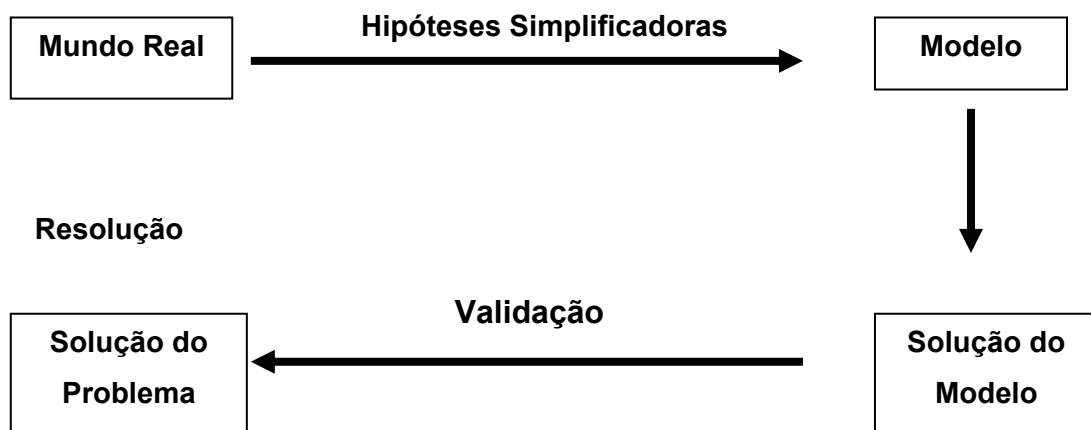 Mundo Real
Hipóteses Simplificadoras
Modelo
Resolução
Validação
Solução do
Problema
Solução do
Modelo